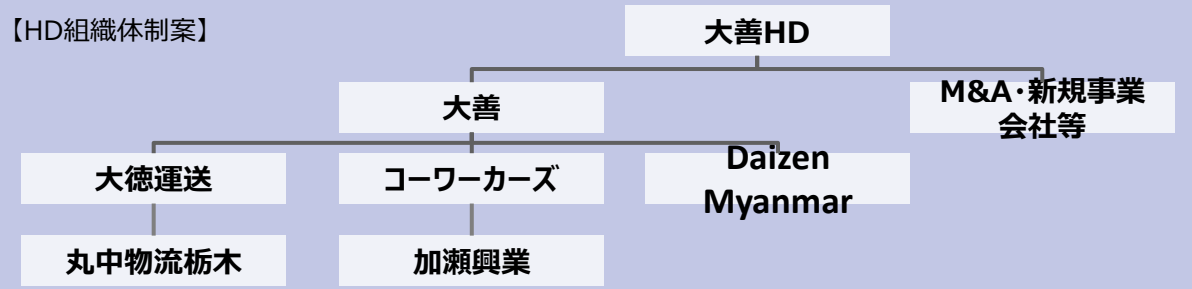 【HD組織体制案】
大善HD
大善
M&A・新規事業
会社等
大徳運送
コーワーカーズ
Daizen
Myanmar
丸中物流栃木
加瀬興業